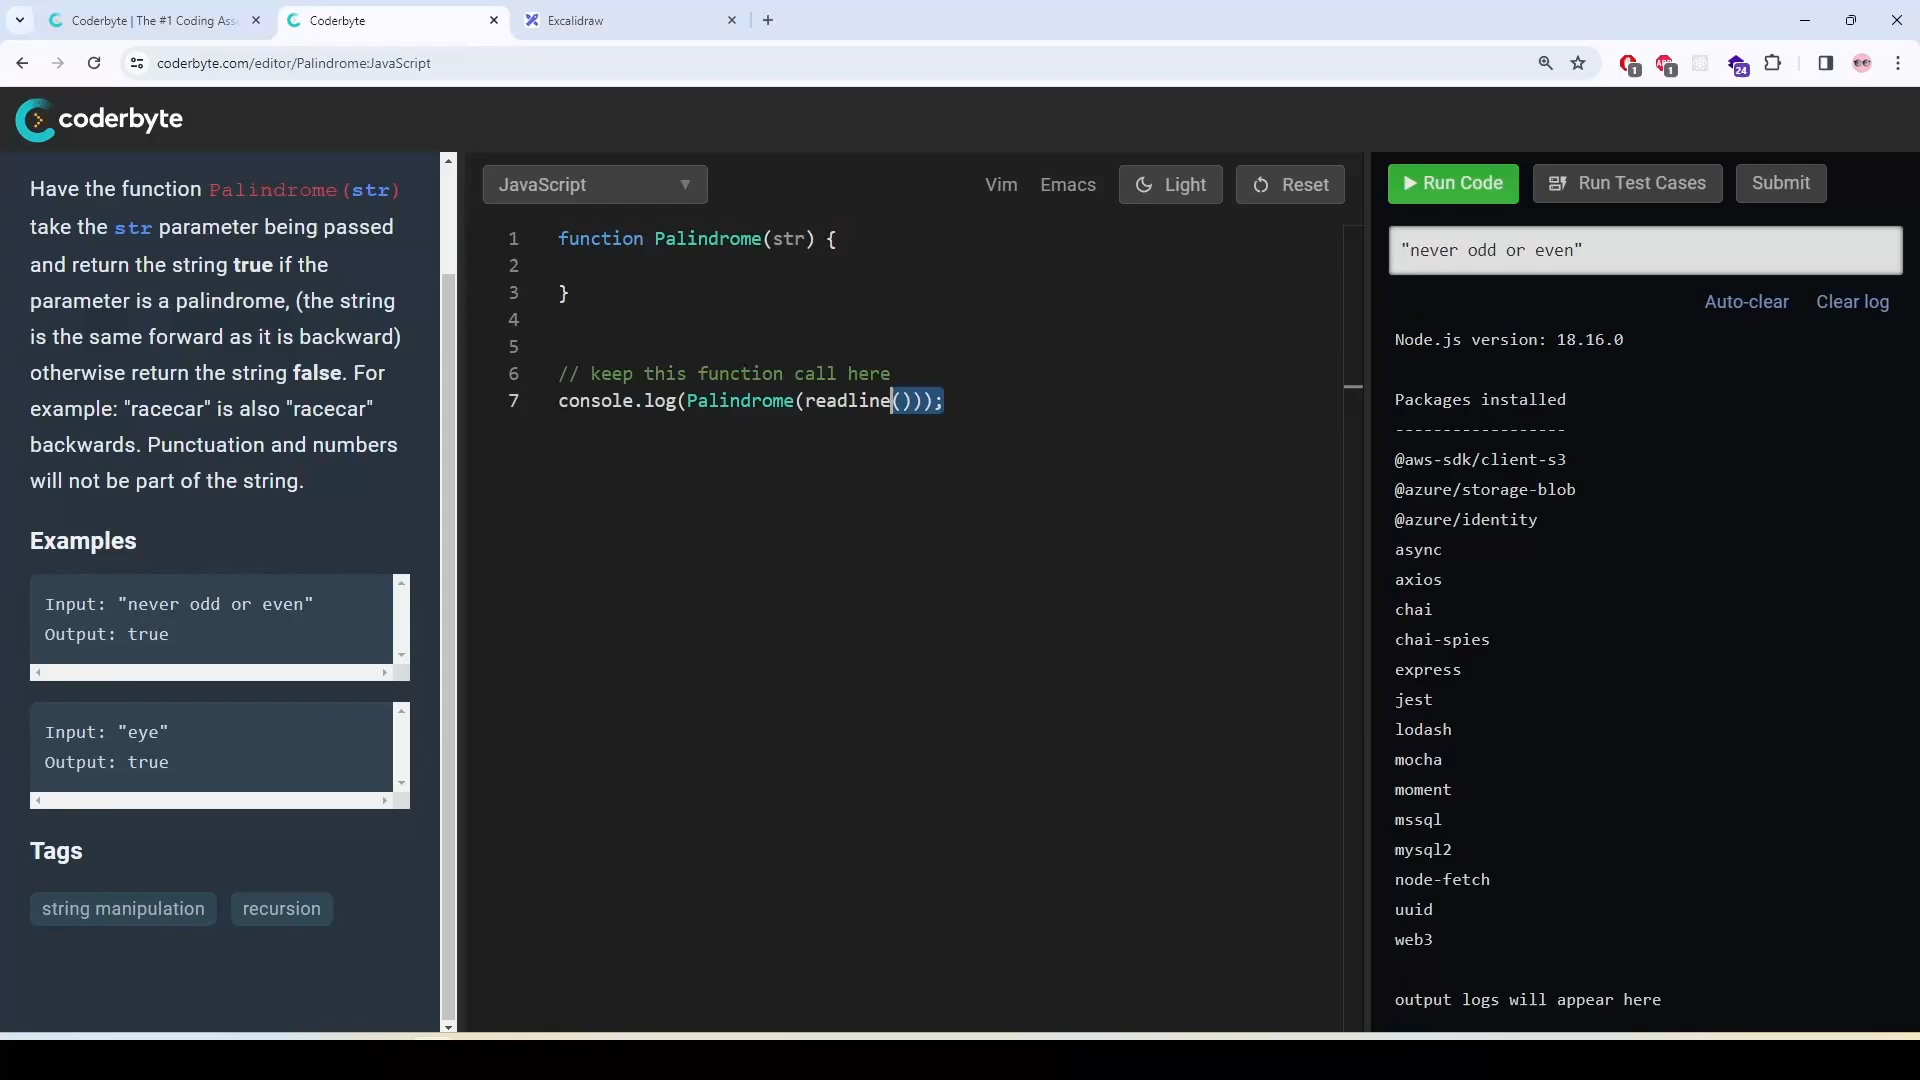 Coderbyte | The #1 Coding Ass
Coderbyte
Excalidraw
coderbyte.com/editor/Palindrome:JavaScript
1
1
24
coderbyte
Have the function Palindrome(str)
take the str parameter being passed
and return the string true if the
parameter is a palindrome, (the string
is the same forward as it is backward)
otherwise return the string false. For
example: "racecar" is also "racecar"
backwards. Punctuation and numbers
will not be part of the string.
Examples
Input: "never odd or even"
Output: true
Input: "eye"
Output: true
Tags
string manipulation
recursion
JavaScript
Vim
Emacs
Light
Reset
1 function Palindrome(str) {
2
3 }
4
5
6 // keep this function call here
7 console.log(Palindrome(readline()));
Run Code
Run Test Cases
Submit
"never odd or even"
Auto-clear
Clear log
Node.js version: 18.16.0
Packages installed
------------------
@aws-sdk/client-s3
@azure/storage-blob
@azure/identity
async
axios
chai
chai-spies
express
jest
lodash
mocha
moment
mssql
mysql2
node-fetch
uuid
web3
output logs will appear here